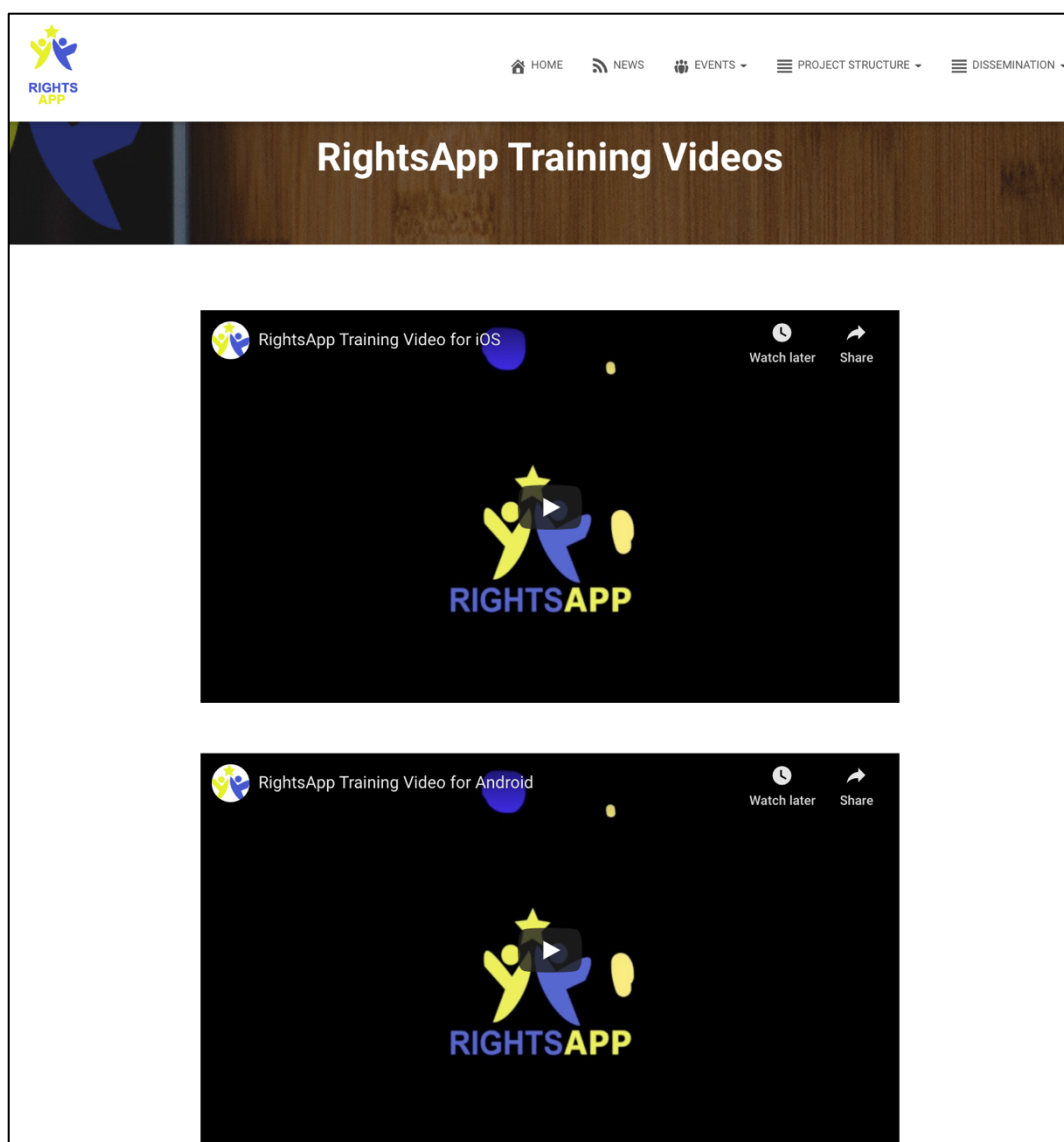 RIGHTS
APP
HOME NEWS EVENTS PROJECT STRUCTURE DISSEMINATION
RightsApp Training Videos
RightsApp Training Video for iOS
Watch later Share
RIGHTSAPP
RightsApp Training Video for Android
Watch later Share
RIGHTSAPP